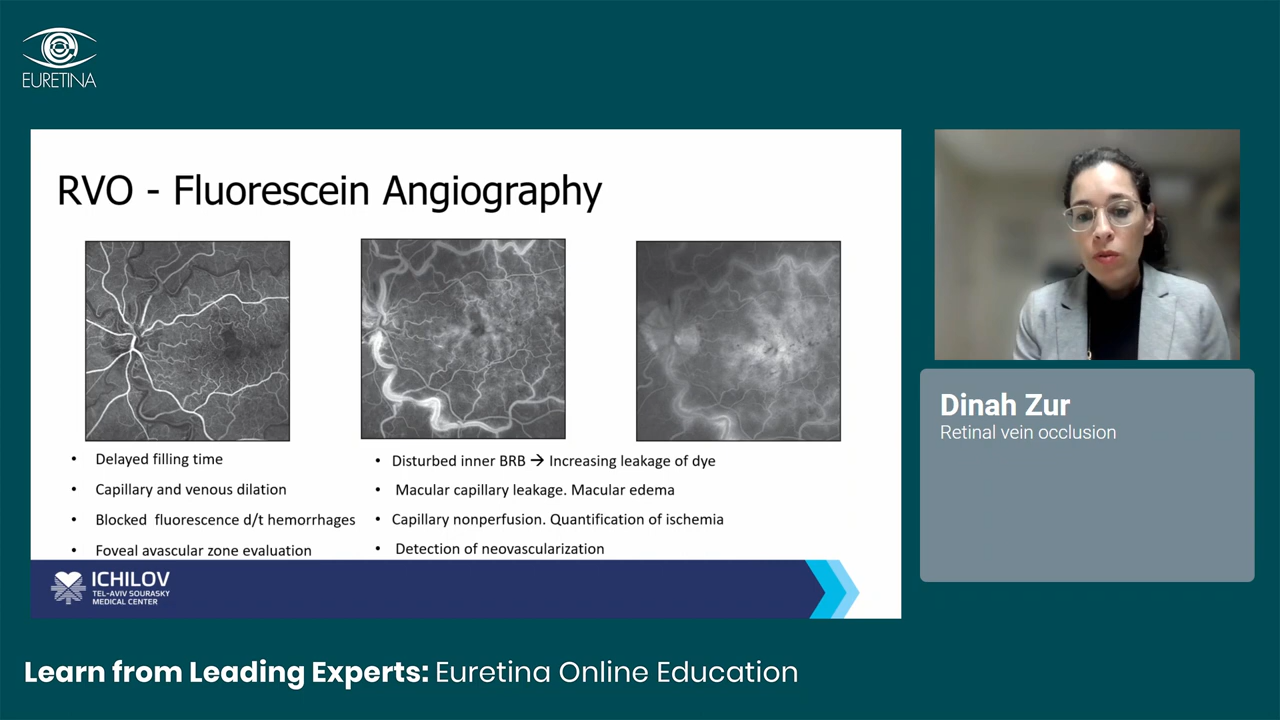 EURETINA
RVO - Fluorescein Angiography
• Delayed filling time
• Capillary and venous dilation
• Blocked fluorescence d/t hemorrhages
• Foveal avascular zone evaluation
• Disturbed inner BRB → Increasing leakage of dye
• Macular capillary leakage. Macular edema
• Capillary nonperfusion. Quantification of ischemia
• Detection of neovascularization
ICHILOV
TEL-AVIV SOURASKY
MEDICAL CENTER
Dinah Zur
Retinal vein occlusion
Learn from Leading Experts: Euretina Online Education